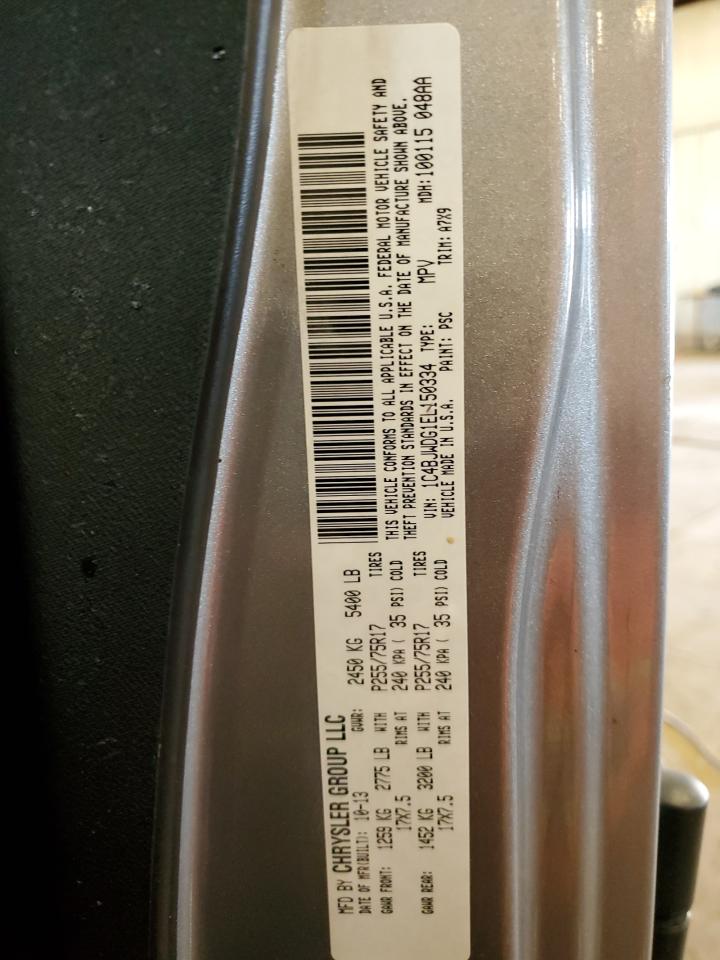 MFD BY CHRYSLER GROUP LLC
DATE OF MFR(BUILT): 10-13 GVWR: 2450 KG 5400 LB
GAWR FRONT: 1259 KG 2775 LB WITH P255/75R17 TIRES
17X7.5 RIMS AT 240 KPA ( 35 PSI) COLD
GAWR REAR: 1452 KG 3200 LB WITH P255/75R17 TIRES
17X7.5 RIMS AT 240 KPA ( 35 PSI) COLD
THIS VEHICLE CONFORMS TO ALL APPLICABLE U.S.A. FEDERAL MOTOR VEHICLE SAFETY AND
THEFT PREVENTION STANDARDS IN EFFECT ON THE DATE OF MANUFACTURE SHOWN ABOVE.
VIN: 1C4BJWDG1EL150334 TYPE: MPV MDH:100115 048AA
VEHICLE MADE IN U.S.A. PAINT: PSC TRIM: A7X9